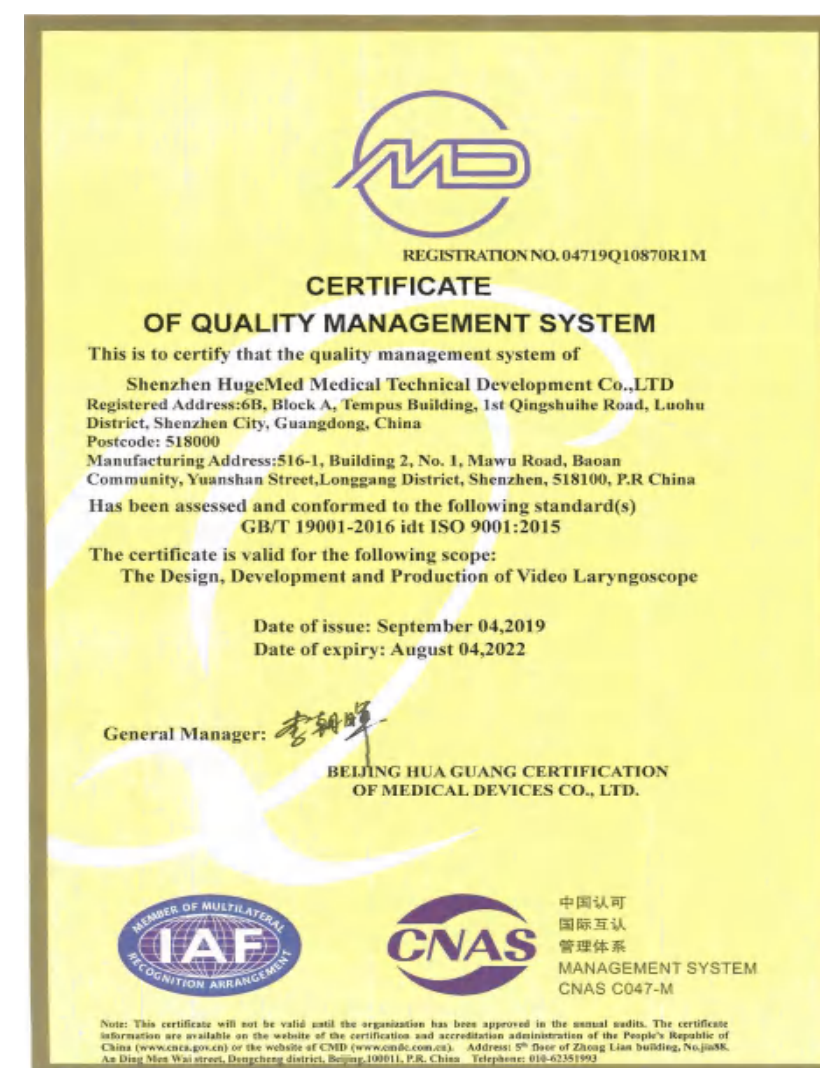 MD
REGISTRATION NO. 04719Q10870R1M
CERTIFICATE
OF QUALITY MANAGEMENT SYSTEM
This is to certify that the quality management system of
Shenzhen HugeMed Medical Technical Development Co.,LTD
Registered Address:6B, Block A, Tempus Building, 1st Qingshuihe Road, Luohu
District, Shenzhen City, Guangdong, China
Postcode: 518000
Manufacturing Address:516-1, Building 2, No. 1, Mawu Road, Baoan
Community, Yuanshan Street,Longgang District, Shenzhen, 518100, P.R China
Has been assessed and conformed to the following standard(s)
GB/T 19001-2016 idt ISO 9001:2015
The certificate is valid for the following scope:
The Design, Development and Production of Video Laryngoscope
Date of issue: September 04,2019
Date of expiry: August 04,2022
General Manager: 李朝暉
BEIJING HUA GUANG CERTIFICATION
OF MEDICAL DEVICES CO., LTD.
MEMBER OF MULTILATERAL
IAF
RECOGNITION ARRANGEMENT
CNAS
中国认可
国际互认
管理体系
MANAGEMENT SYSTEM
CNAS C047-M
Note: This certificate will not be valid until the organization has been approved in the annual audits. The certificate
information are available on the website of the certification and accreditation administration of the People's Republic of
China (www.cnca.gov.cn) or the website of CMD (www.cmdc.com.cn). Address: 5th floor of Zhong Lian building, No.jia88,
An Ding Men Wai street, Dongcheng district, Beijing,100011, P.R. China Telephone: 010-62351993